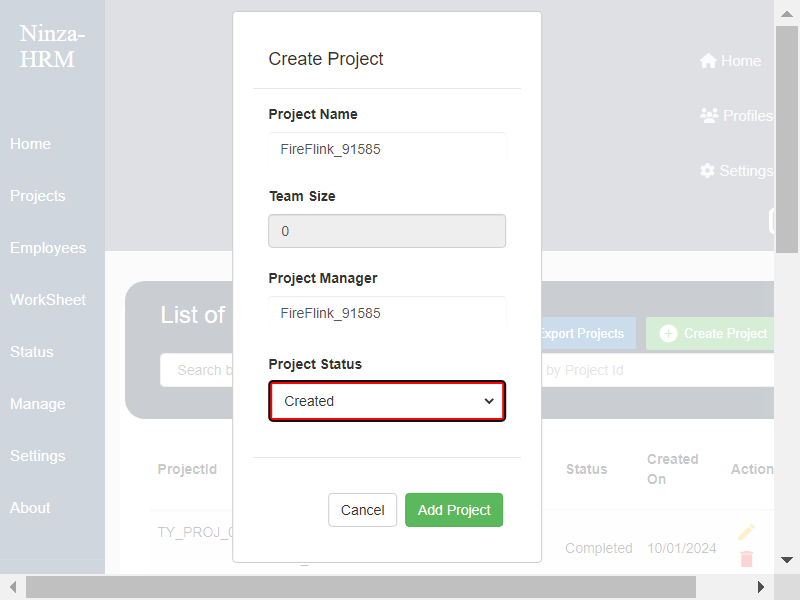 Ninza-
HRM
Home
Projects
Employees
WorkSheet
Status
Manage
Settings
About
Home
Profiles
Settings
List of
Export Projects
Create Project
Search b
by Project Id
ProjectId
Status
Created
On
Action
TY_PROJ_
Completed
10/01/2024
Create Project
Project Name
FireFlink_91585
Team Size
0
Project Manager
FireFlink_91585
Project Status
Created
Cancel
Add Project